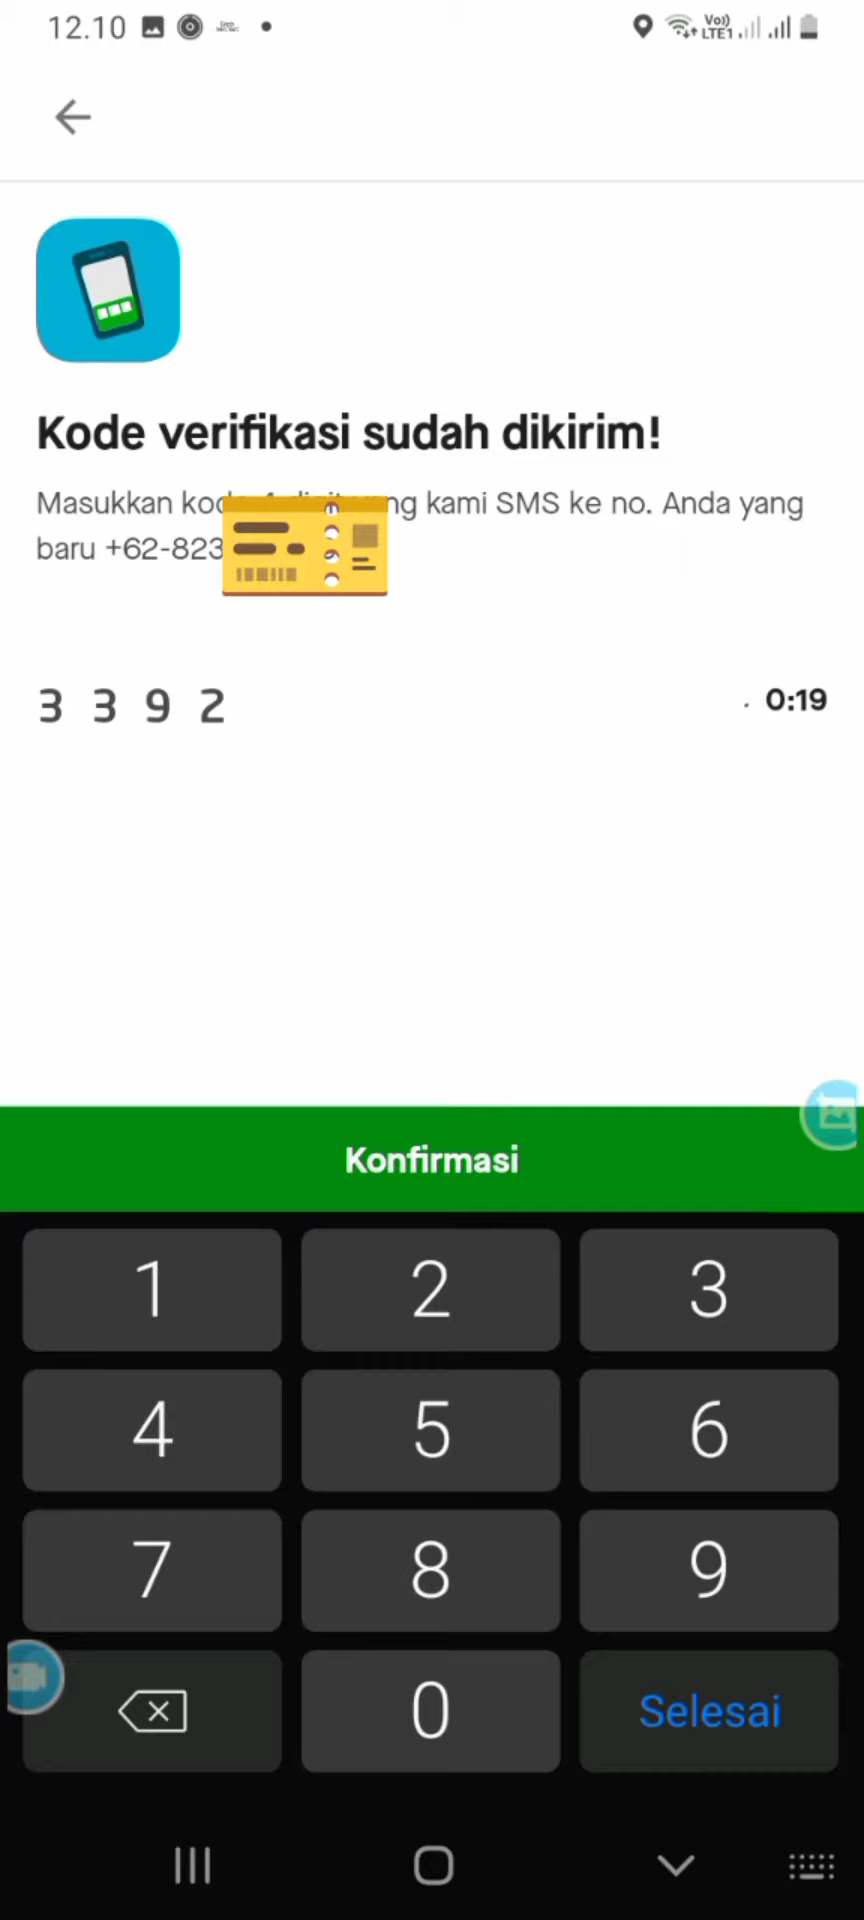 12.10
Vo))
LTE1
Kode verifikasi sudah dikirim!
Masukkan kode 4 digit yang kami SMS ke no. Anda yang
baru +62-823
3 3 9 2
0:19
Konfirmasi
1 2 3
4 5 6
7 8 9
0 Selesai